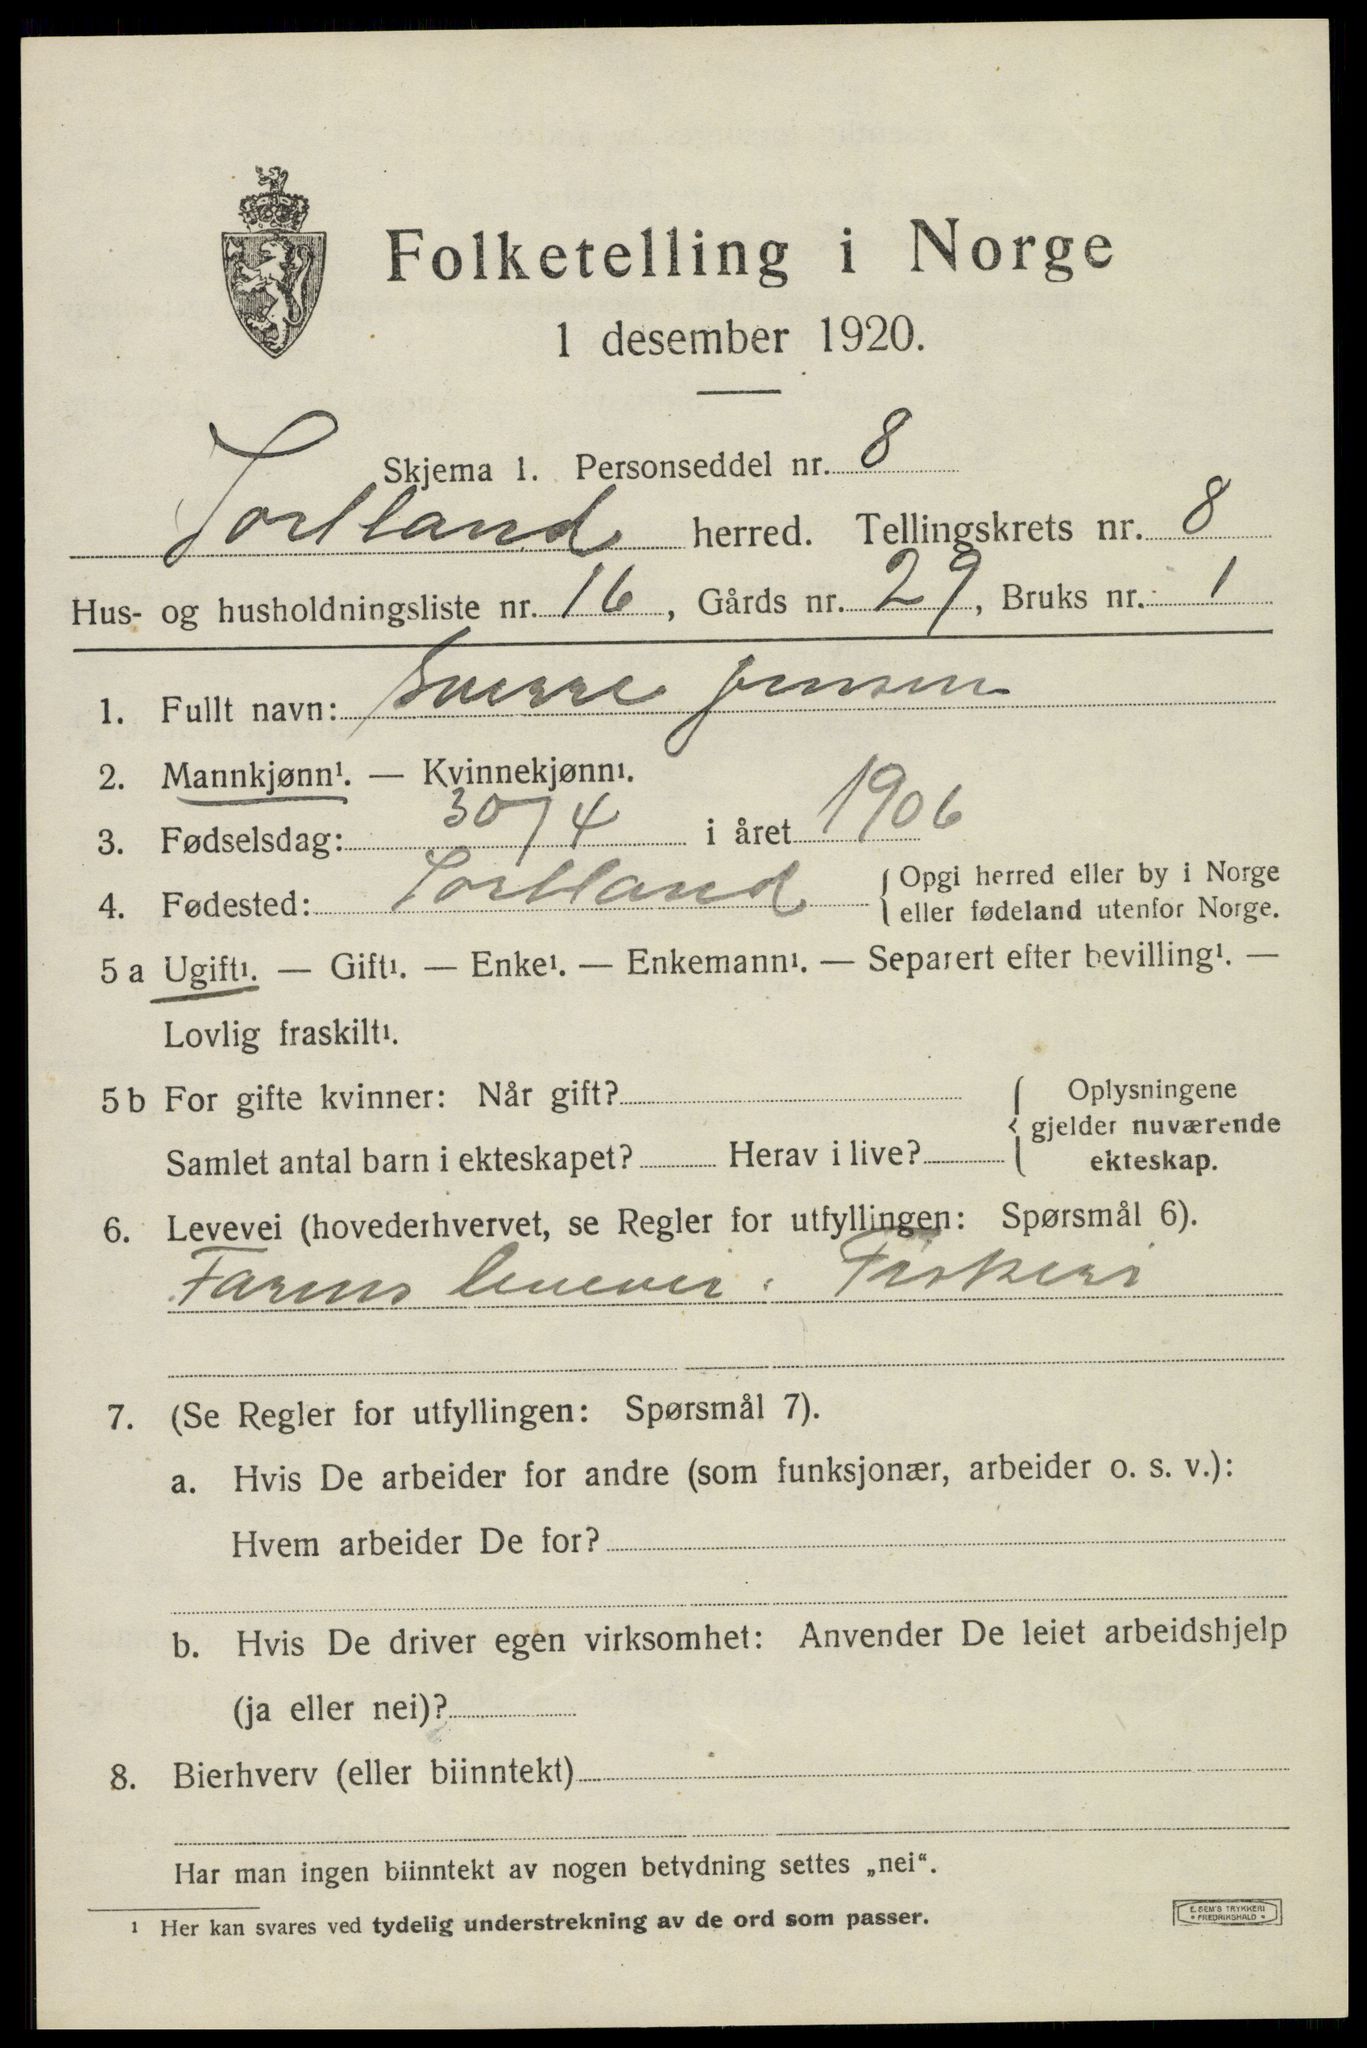 Folketelling i Norge
1 desember 1920.
Skjema 1. Personseddel nr. 8
Sortland herred. Tellingskrets nr. 8
Hus- og husholdningsliste nr. 16, Gårds nr. 29, Bruks nr. 1
1. Fullt navn: Sverre Jensen
2. Mannkjønn¹. — Kvinnekjønn¹.
3. Fødselsdag: 30/4 i året 1906
4. Fødested: Sortland { Opgi herred eller by i Norge
eller fødeland utenfor Norge.
5 a Ugift¹. — Gift¹. — Enke¹. — Enkemann¹. — Separert efter bevilling¹. —
Lovlig fraskilt¹.
5 b For gifte kvinner: Når gift?
Samlet antal barn i ekteskapet? Herav i live?
{ Oplysningene
gjelder nuværende
ekteskap.
6. Levevei (hovederhvervet, se Regler for utfyllingen: Spørsmål 6).
Farens levevei: Fiskeri
7. (Se Regler for utfyllingen: Spørsmål 7).
a. Hvis De arbeider for andre (som funksjonær, arbeider o. s. v.):
Hvem arbeider De for?
b. Hvis De driver egen virksomhet: Anvender De leiet arbeidshjelp
(ja eller nei)?
8. Bierhverv (eller biinntekt)
Har man ingen biinntekt av nogen betydning settes „nei“.
¹ Her kan svares ved tydelig understrekning av de ord som passer.
E. SEM'S TRYKKERI
• FREDRIKSHALD •